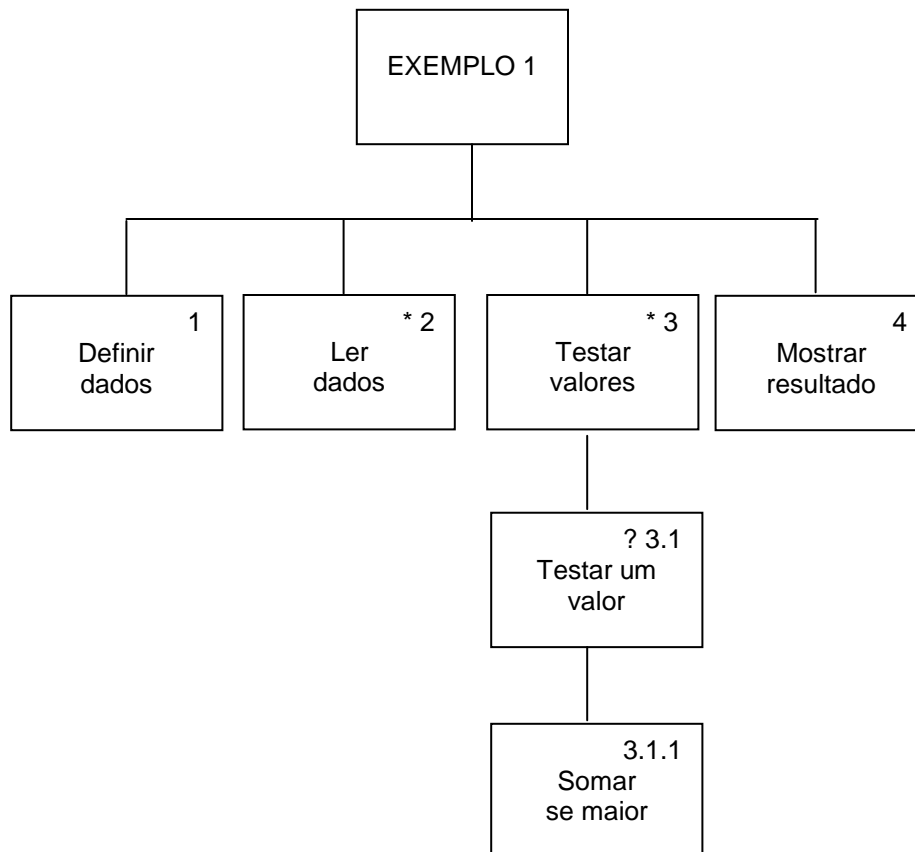 EXEMPLO 1
1
Definir
dados
* 2
Ler
dados
* 3
Testar
valores
4
Mostrar
resultado
? 3.1
Testar um
valor
3.1.1
Somar
se maior